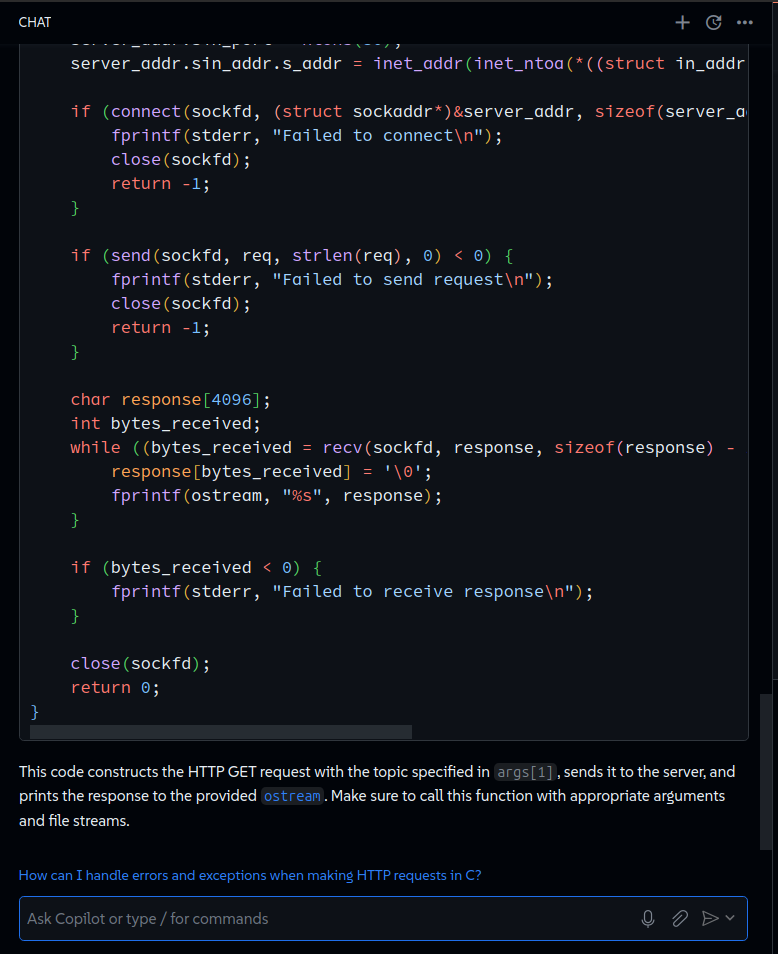 CHAT
server_addr.sin_addr.s_addr = inet_addr(inet_ntoa(*((struct in_addr
if (connect(sockfd, (struct sockaddr*)&server_addr, sizeof(server_a
fprintf(stderr, "Failed to connect\n");
close(sockfd);
return -1;
}
if (send(sockfd, req, strlen(req), 0) < 0) {
fprintf(stderr, "Failed to send request\n");
close(sockfd);
return -1;
}
char response[4096];
int bytes_received;
while ((bytes_received = recv(sockfd, response, sizeof(response) -
response[bytes_received] = '\0';
fprintf(ostream, "%s", response);
}
if (bytes_received < 0) {
fprintf(stderr, "Failed to receive response\n");
}
close(sockfd);
return 0;
}
This code constructs the HTTP GET request with the topic specified in args[1], sends it to the server, and
prints the response to the provided ostream. Make sure to call this function with appropriate arguments
and file streams.
How can I handle errors and exceptions when making HTTP requests in C?
Ask Copilot or type / for commands